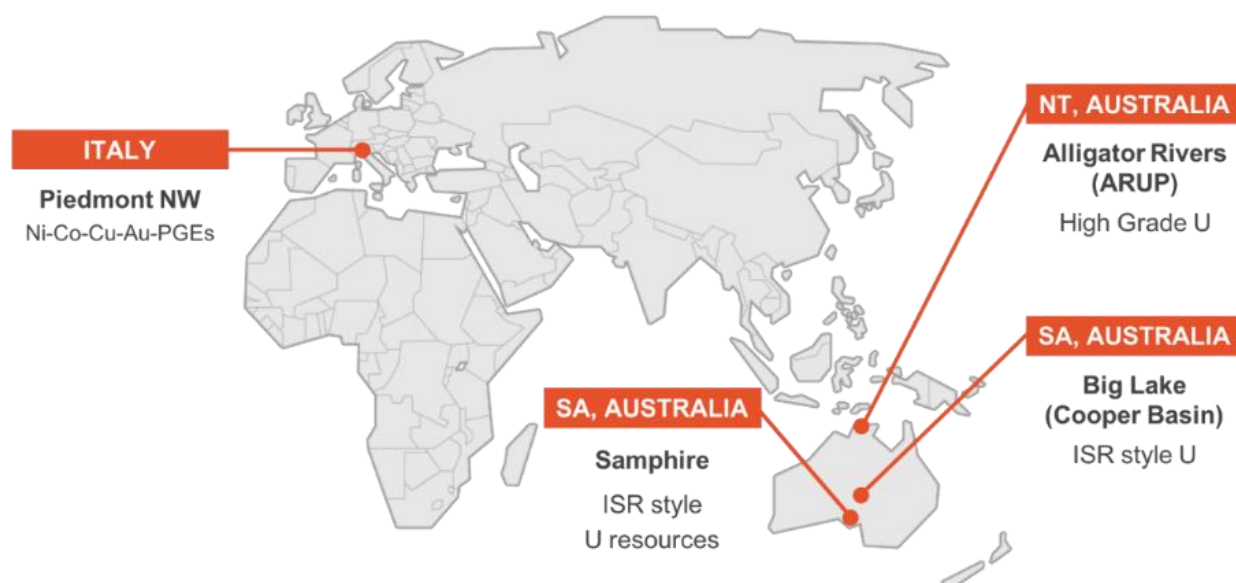 ITALY
Piedmont NW
Ni-Co-Cu-Au-PGEs
NT, AUSTRALIA
Alligator Rivers
(ARUP)
High Grade U
SA, AUSTRALIA
Big Lake
(Cooper Basin)
ISR style U
SA, AUSTRALIA
Samphire
ISR style
U resources